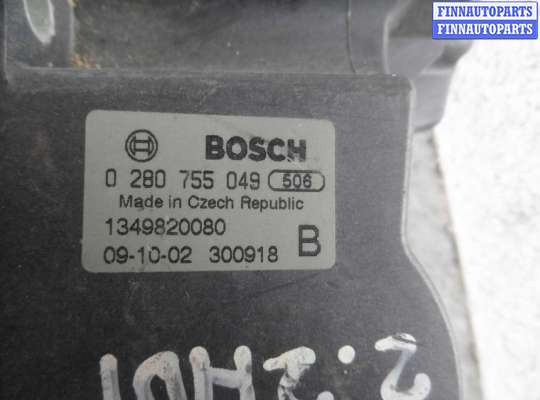 FINNAUTOPARTS
FINNAUTOPARTS
BOSCH
0 280 755 049 506
Made in Czech Republic
1349820080
09-10-02 300918 B